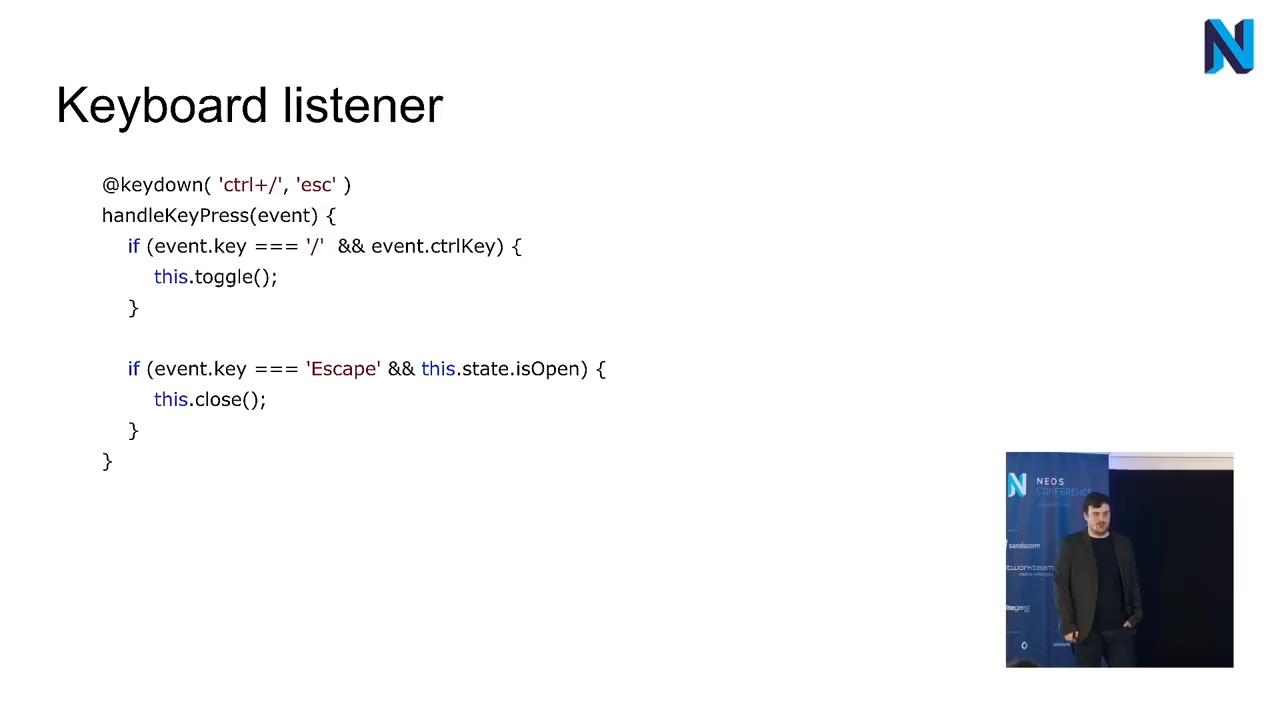 Keyboard listener
@keydown( 'ctrl+/', 'esc' )
handleKeyPress(event) {
if (event.key === '/' && event.ctrlKey) {
this.toggle();
}
if (event.key === 'Escape' && this.state.isOpen) {
this.close();
}
}
NEOS
CONFERENCE
sandstorm